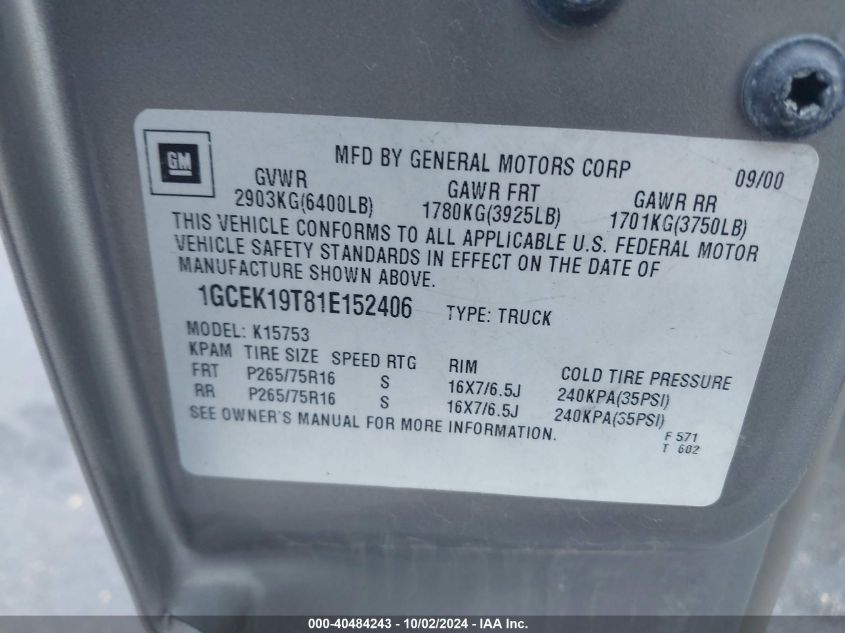 GM
MFD BY GENERAL MOTORS CORP 09/00
GVWR GAWR FRT GAWR RR
2903KG(6400LB) 1780KG(3925LB) 1701KG(3750LB)
THIS VEHICLE CONFORMS TO ALL APPLICABLE U.S. FEDERAL MOTOR
VEHICLE SAFETY STANDARDS IN EFFECT ON THE DATE OF
MANUFACTURE SHOWN ABOVE.
1GCEK19T81E152406 TYPE: TRUCK
MODEL: K15753
KPAM TIRE SIZE SPEED RTG RIM COLD TIRE PRESSURE
FRT P265/75R16 S 16X7/6.5J 240KPA(35PSI)
RR P265/75R16 S 16X7/6.5J 240KPA(35PSI)
SEE OWNER'S MANUAL FOR MORE INFORMATION.
F 571
T 602
000-40484243 - 10/02/2024 - IAA Inc.